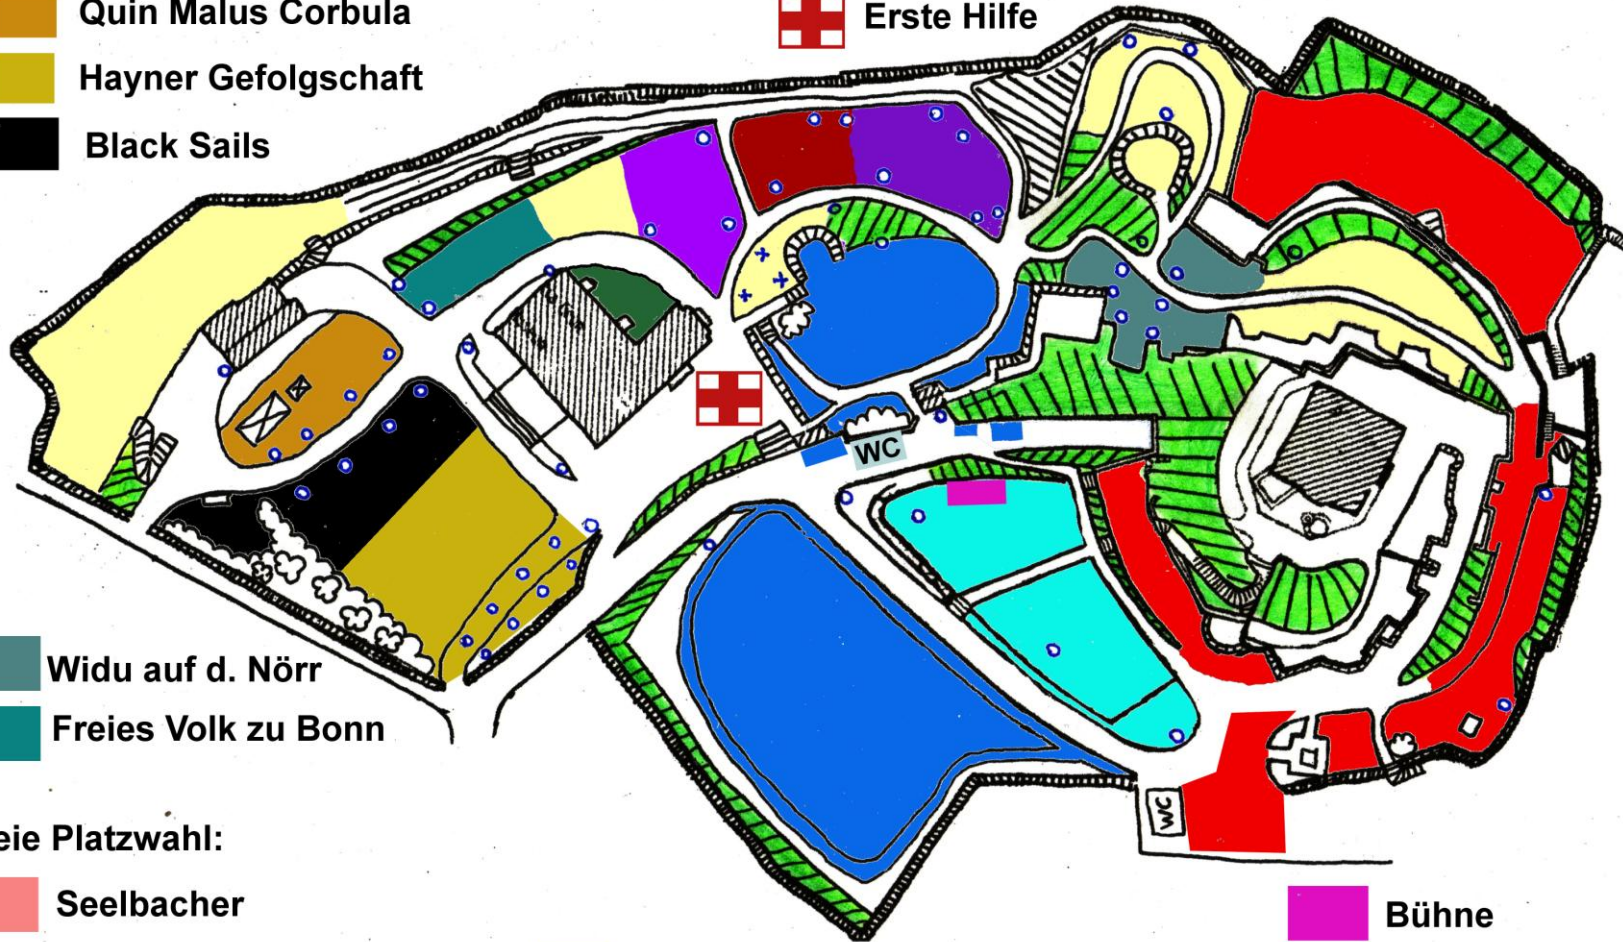 Quin Malus Corbula
Erste Hilfe
Hayner Gefolgschaft
Black Sails
WC
Widu auf d. Nörr
Freies Volk zu Bonn
WC
eie Platzwahl:
Seelbacher
Bühne